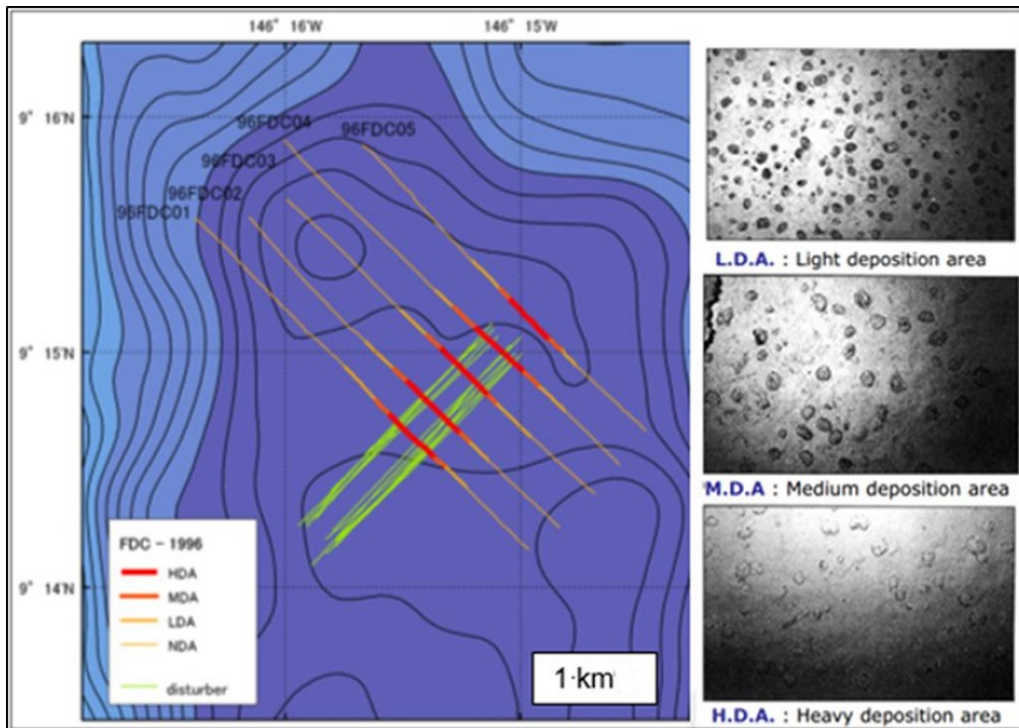 146° 16'W
146° 15'W
9° 16'N
9° 15'N
9° 14'N
96FDC04
96FDC05
96FDC03
96FDC02
96FDC01
FDC - 1996
HDA
MDA
LDA
NDA
disturber
1·km
L.D.A. : Light deposition area
M.D.A : Medium deposition area
H.D.A. : Heavy deposition area